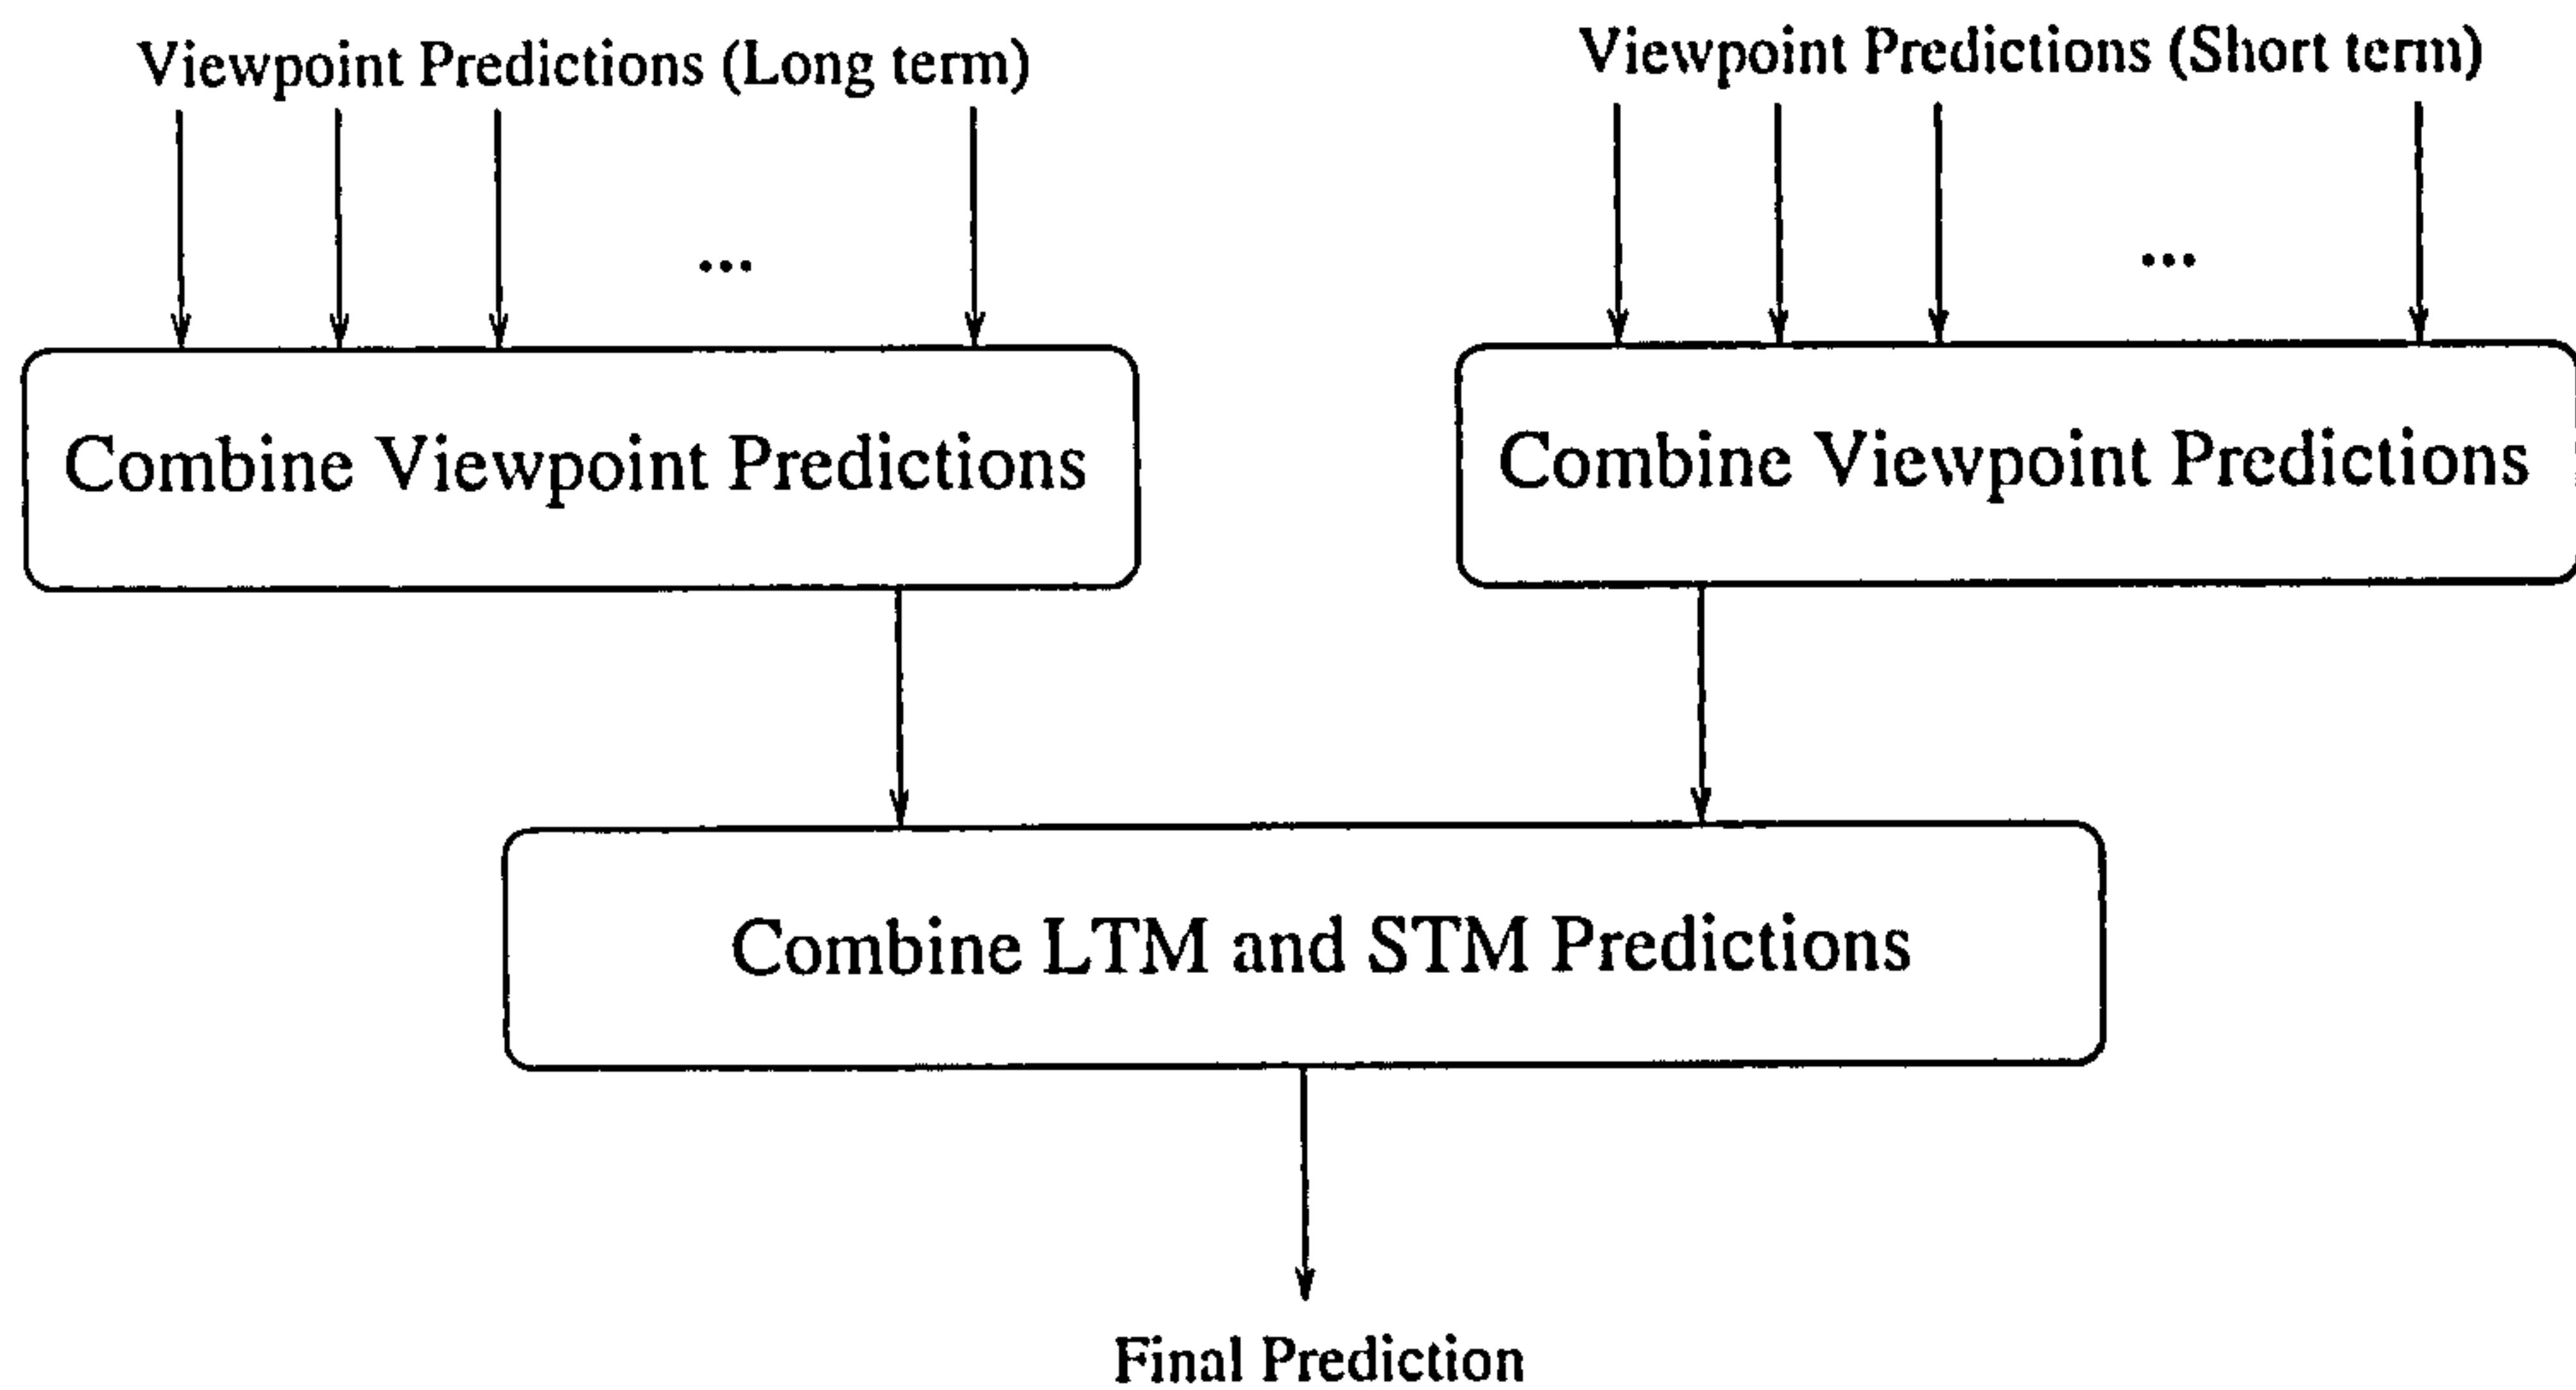 Viewpoint Predictions (Long term)
Viewpoint Predictions (Short term)
...
...
Combine Viewpoint Predictions
Combine Viewpoint Predictions
Combine LTM and STM Predictions
Final Prediction